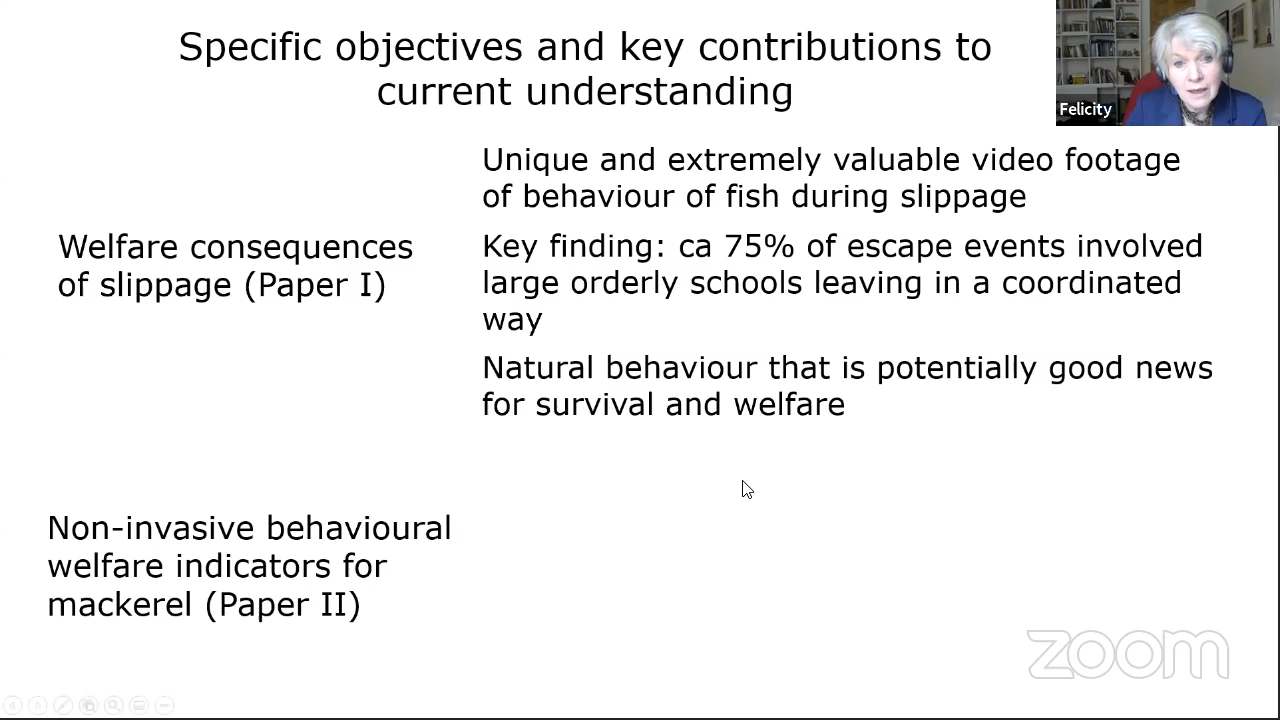 Specific objectives and key contributions to
current understanding
Felicity
Unique and extremely valuable video footage
of behaviour of fish during slippage
Welfare consequences
of slippage (Paper I)
Key finding: ca 75% of escape events involved
large orderly schools leaving in a coordinated
way
Natural behaviour that is potentially good news
for survival and welfare
Non-invasive behavioural
welfare indicators for
mackerel (Paper II)
zoom